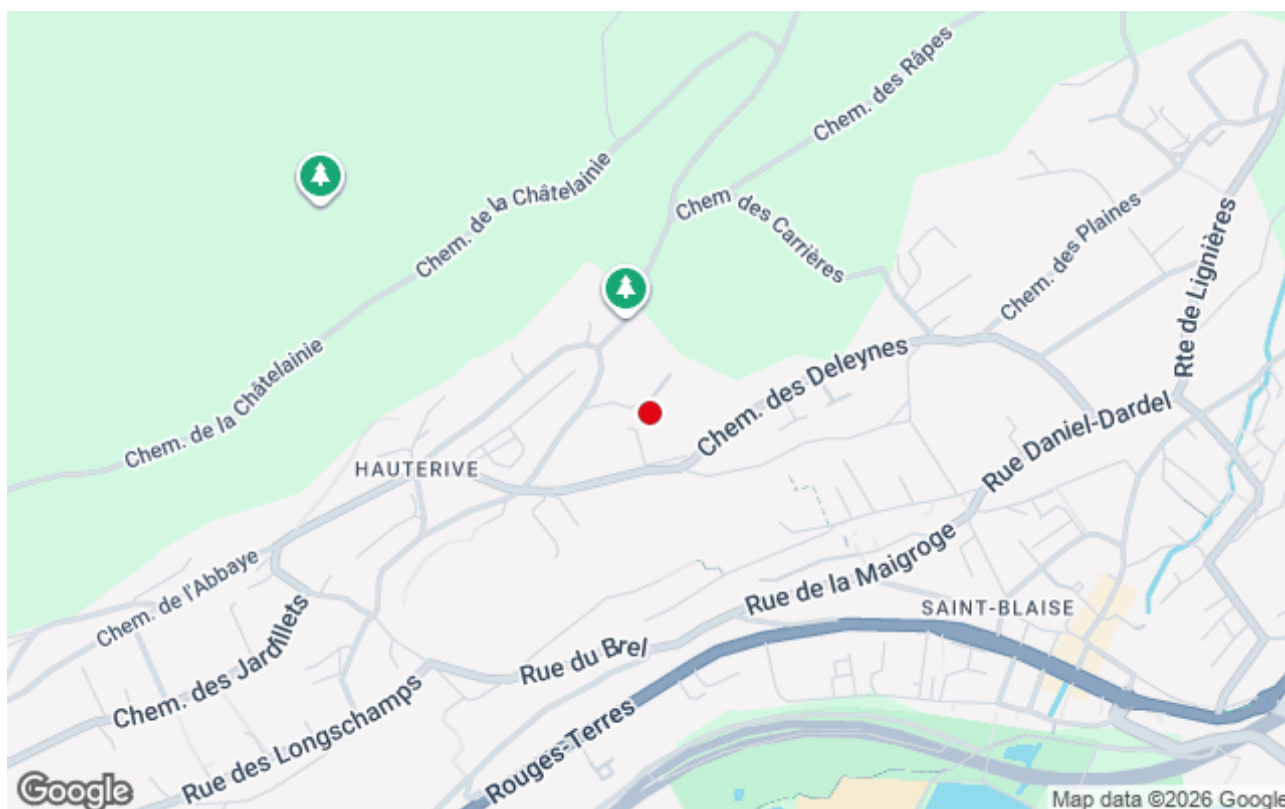 Chem. des Râpes
Chem. de la Châtelainie
Chem. des Carrières
Chem. des Plaines
Rte de Lignières
Chem. de la Châtelainie
Chem. des Deleynes
Rue Daniel-Dardel
HAUTERIVE
Chem. de l'Abbaye
Rue de la Maigroge
SAINT-BLAISE
Chem. des Jardillets
Rue du Brel
Rue des Longschamps
Rouges-Terres
Google
Map data ©2026 Google